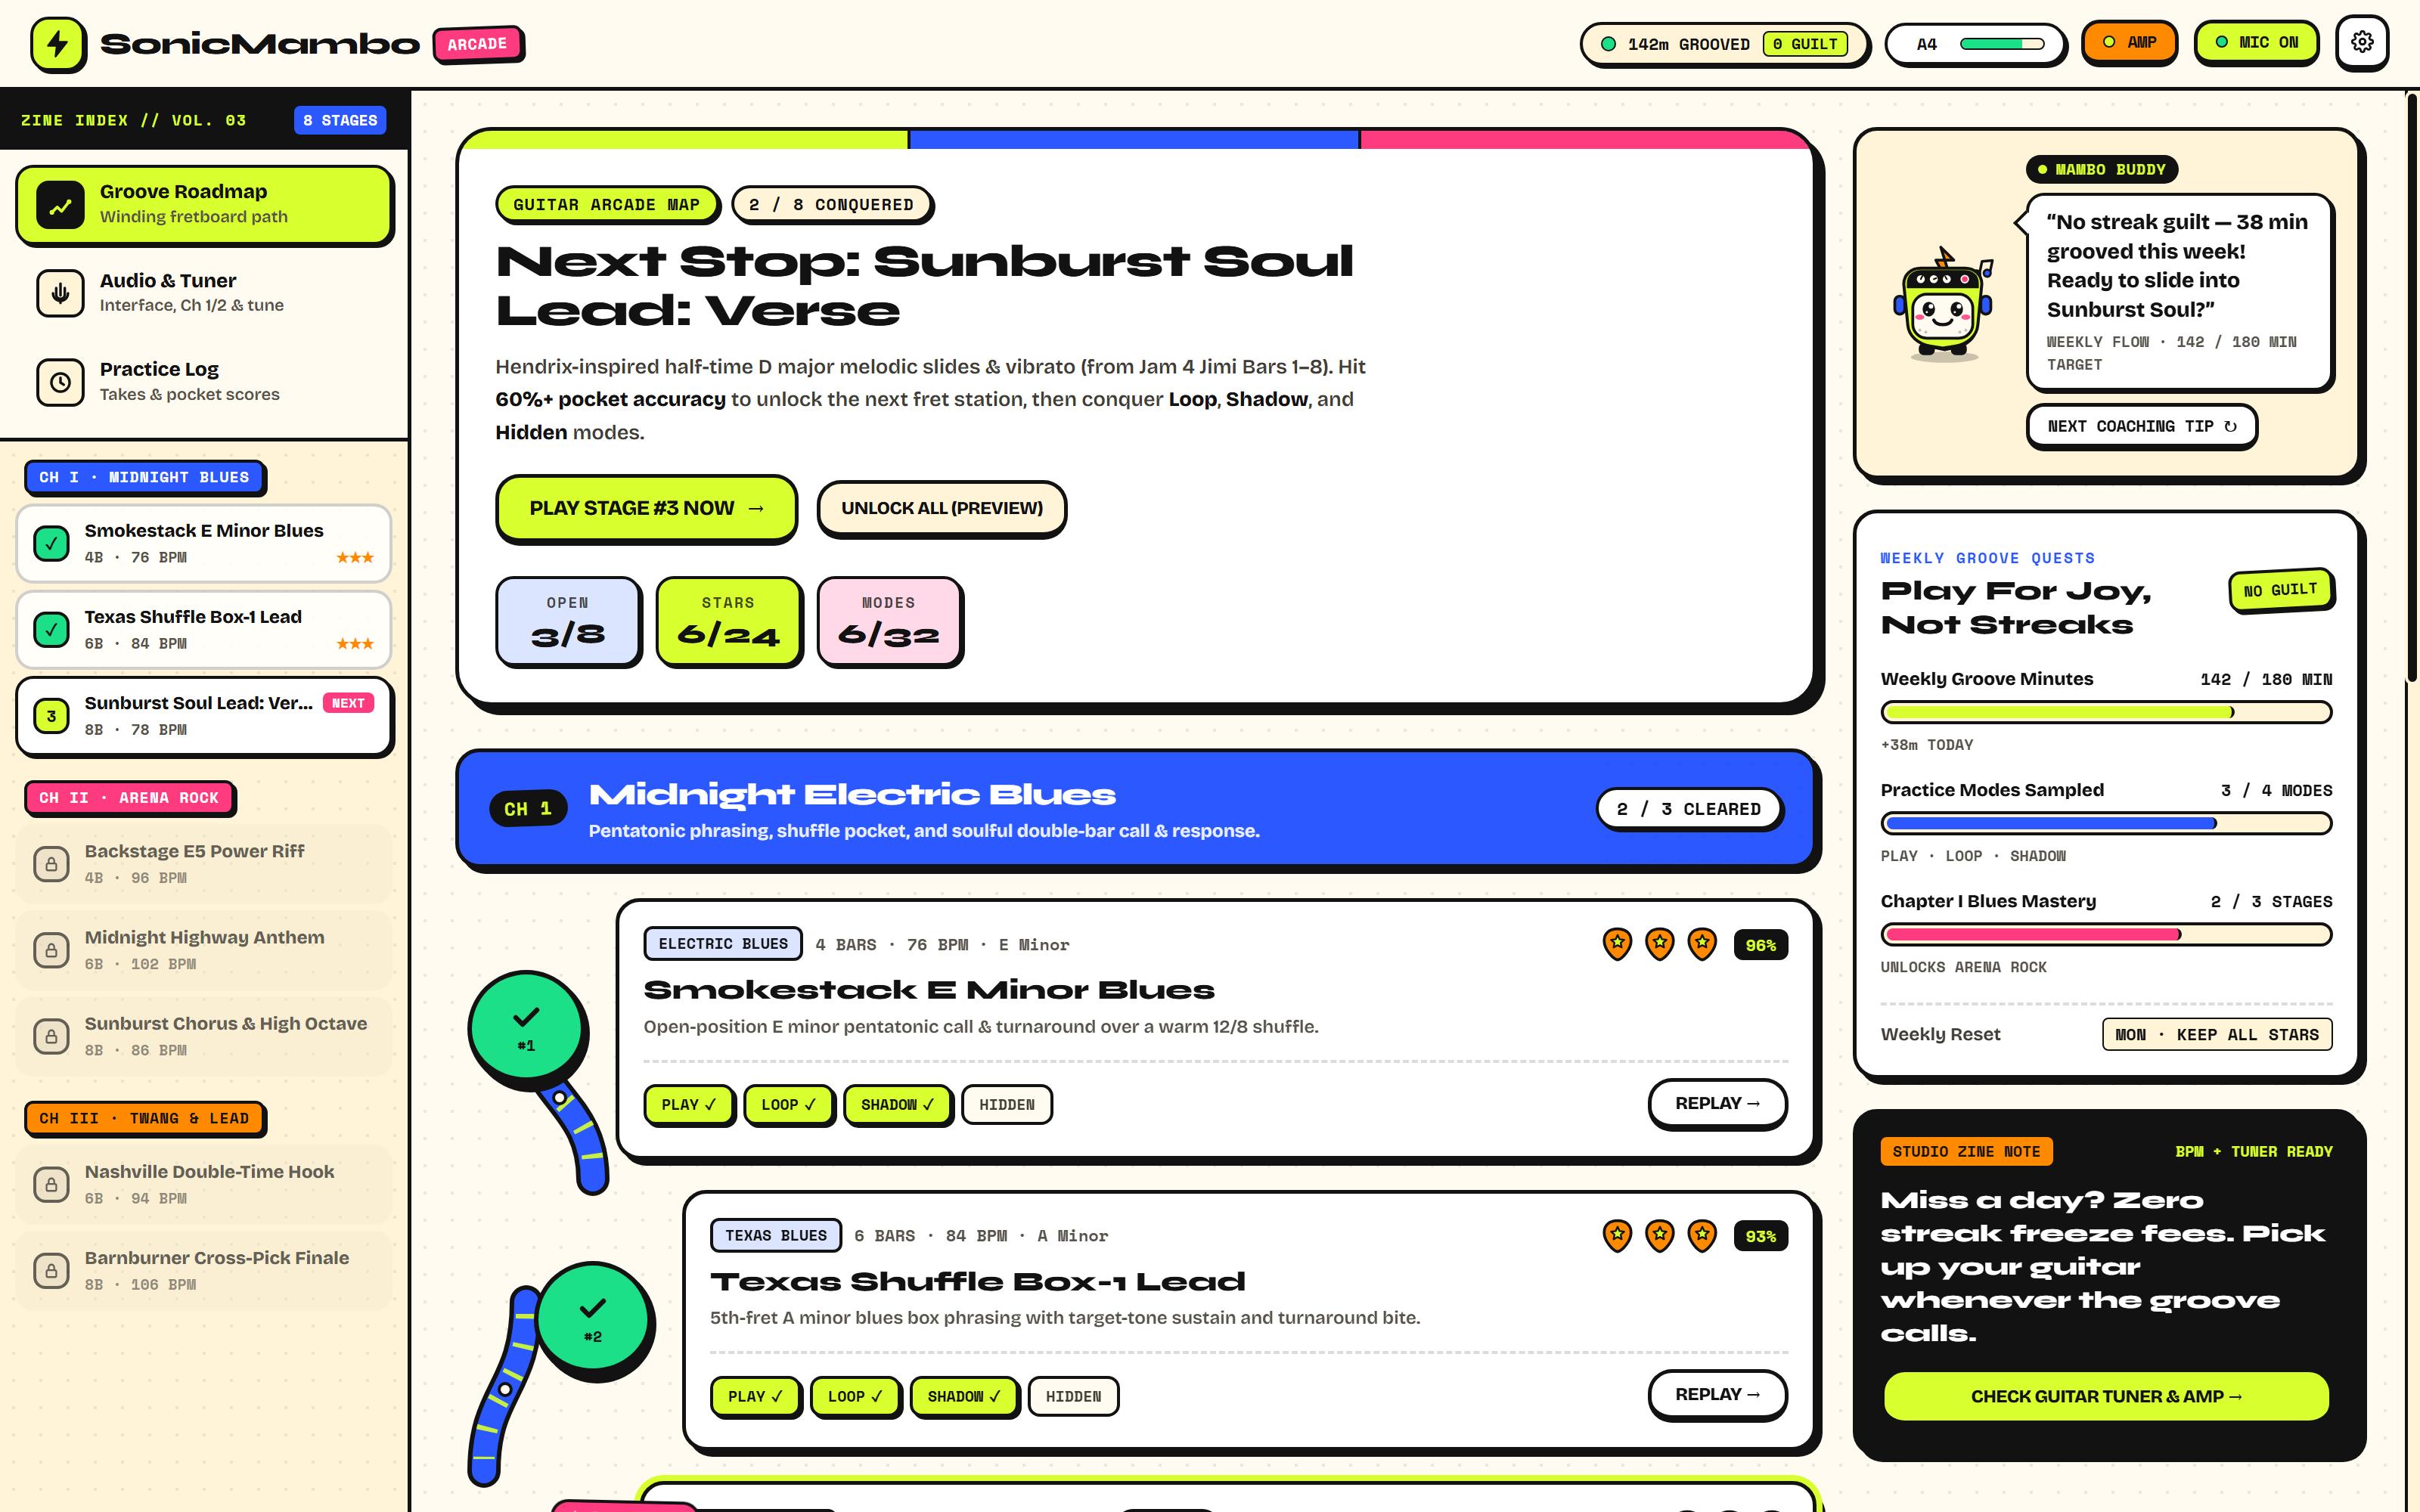 SonicMambo ARCADE
142m GROOVED 0 GUILT
A4
AMP
MIC ON
ZINE INDEX // VOL. 03 8 STAGES
Groove Roadmap
Winding fretboard path
Audio & Tuner
Interface, Ch 1/2 & tune
Practice Log
Takes & pocket scores
CH I · MIDNIGHT BLUES
✓ Smokestack E Minor Blues
4B · 76 BPM ★★★
✓ Texas Shuffle Box-1 Lead
6B · 84 BPM ★★★
3 Sunburst Soul Lead: Ver... NEXT
8B · 78 BPM
CH II · ARENA ROCK
Backstage E5 Power Riff
4B · 96 BPM
Midnight Highway Anthem
6B · 102 BPM
Sunburst Chorus & High Octave
8B · 86 BPM
CH III · TWANG & LEAD
Nashville Double-Time Hook
6B · 94 BPM
Barnburner Cross-Pick Finale
8B · 106 BPM
GUITAR ARCADE MAP 2 / 8 CONQUERED
Next Stop: Sunburst Soul
Lead: Verse
Hendrix-inspired half-time D major melodic slides & vibrato (from Jam 4 Jimi Bars 1–8). Hit
60%+ pocket accuracy to unlock the next fret station, then conquer Loop, Shadow, and
Hidden modes.
PLAY STAGE #3 NOW →
UNLOCK ALL (PREVIEW)
OPEN
3/8
STARS
6/24
MODES
6/32
CH 1
Midnight Electric Blues
Pentatonic phrasing, shuffle pocket, and soulful double-bar call & response.
2 / 3 CLEARED
#1
ELECTRIC BLUES 4 BARS · 76 BPM · E Minor
96%
Smokestack E Minor Blues
Open-position E minor pentatonic call & turnaround over a warm 12/8 shuffle.
PLAY ✓ LOOP ✓ SHADOW ✓ HIDDEN
REPLAY →
#2
TEXAS BLUES 6 BARS · 84 BPM · A Minor
93%
Texas Shuffle Box-1 Lead
5th-fret A minor blues box phrasing with target-tone sustain and turnaround bite.
PLAY ✓ LOOP ✓ SHADOW ✓ HIDDEN
REPLAY →
MAMBO BUDDY
“No streak guilt — 38 min
grooved this week!
Ready to slide into
Sunburst Soul?”
WEEKLY FLOW · 142 / 180 MIN
TARGET
NEXT COACHING TIP ↻
WEEKLY GROOVE QUESTS
Play For Joy,
Not Streaks
NO GUILT
Weekly Groove Minutes 142 / 180 MIN
+38m TODAY
Practice Modes Sampled 3 / 4 MODES
PLAY · LOOP · SHADOW
Chapter I Blues Mastery 2 / 3 STAGES
UNLOCKS ARENA ROCK
Weekly Reset MON · KEEP ALL STARS
STUDIO ZINE NOTE BPM + TUNER READY
Miss a day? Zero
streak freeze fees. Pick
up your guitar
whenever the groove
calls.
CHECK GUITAR TUNER & AMP →